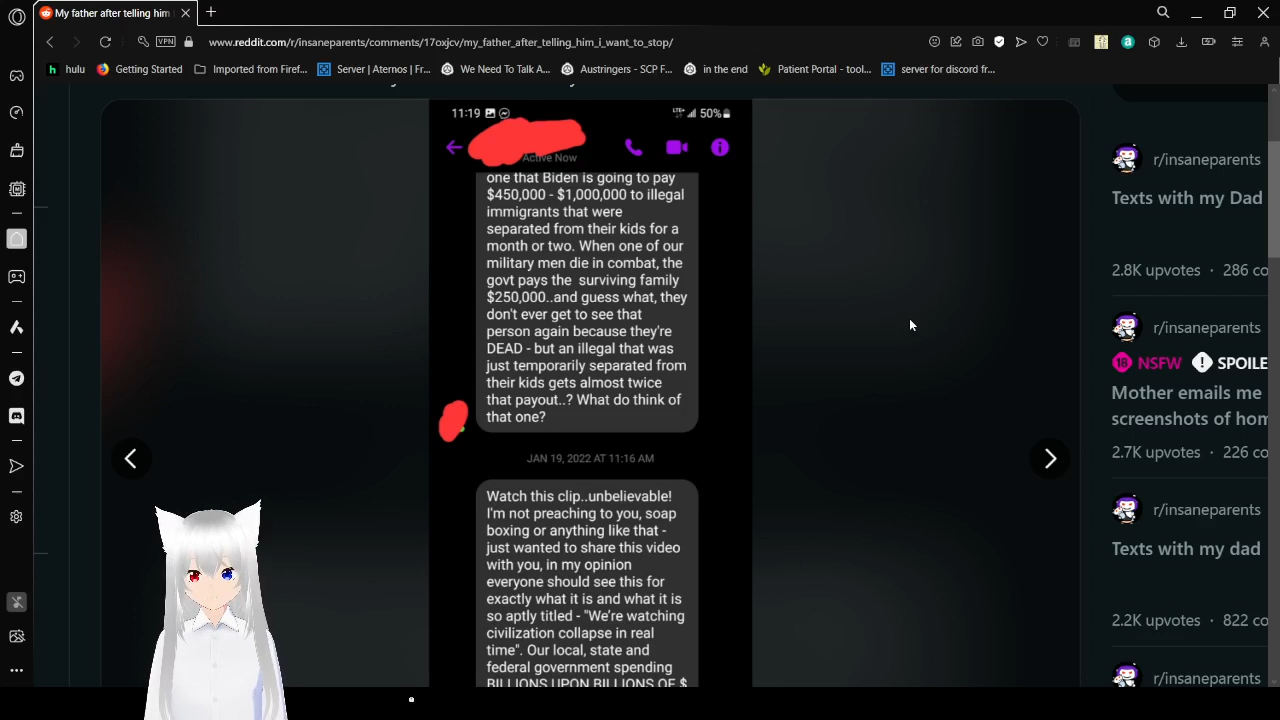 My father after telling him
www.reddit.com/r/insaneparents/comments/17oxjcv/my_father_after_telling_him_i_want_to_stop/
VPN
hulu
Getting Started
Imported from Firef...
Server | Aternos | Fr...
We Need To Talk A...
Austringers - SCP F...
in the end
Patient Portal - tool...
server for discord fr...
11:19
LTE+
50%
Active Now
one that Biden is going to pay
$450,000 - $1,000,000 to illegal
immigrants that were
separated from their kids for a
month or two. When one of our
military men die in combat, the
govt pays the surviving family
$250,000..and guess what, they
don't ever get to see that
person again because they're
DEAD - but an illegal that was
just temporarily separated from
their kids gets almost twice
that payout..? What do think of
that one?
JAN 19, 2022 AT 11:16 AM
Watch this clip..unbelievable!
I'm not preaching to you, soap
boxing or anything like that -
just wanted to share this video
with you, in my opinion
everyone should see this for
exactly what it is and what it is
so aptly titled - "We're watching
civilization collapse in real
time". Our local, state and
federal government spending
BILLIONS UPON BILLIONS OF $
r/insaneparents
Texts with my Dad
2.8K upvotes · 286 co
r/insaneparents
18 NSFW ! SPOILE
Mother emails me
screenshots of hom
2.7K upvotes · 226 co
r/insaneparents
Texts with my dad
2.2K upvotes · 822 co
r/insaneparents